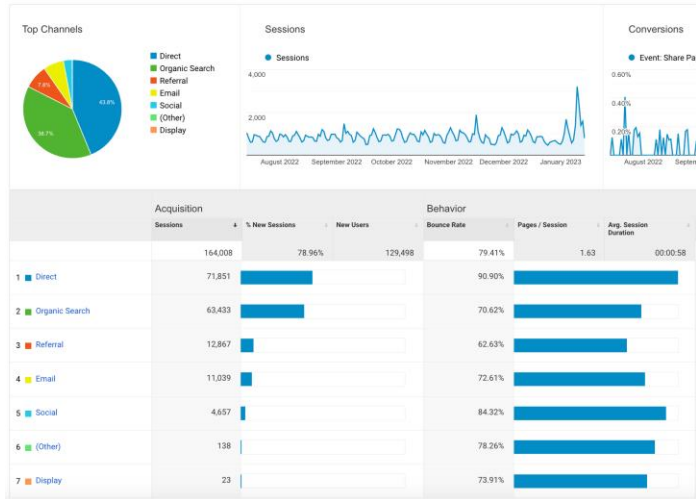 Top Channels
Direct
Organic Search
Referral
Email
Social
(Other)
Display
43.8%
38.7%
7.8%
Sessions
Sessions
4,000
2,000
August 2022 September 2022 October 2022 November 2022 December 2022 January 2023
Conversions
Event: Share Pa
0.60%
0.40%
0.20%
August 2022 Septem
Acquisition Behavior
Sessions % New Sessions New Users Bounce Rate Pages / Session Avg. Session
Duration
164,008 78.96% 129,498 79.41% 1.63 00:00:58
1 Direct 71,851 90.90%
2 Organic Search 63,433 70.62%
3 Referral 12,867 62.63%
4 Email 11,039 72.61%
5 Social 4,657 84.32%
6 (Other) 138 78.26%
7 Display 23 73.91%